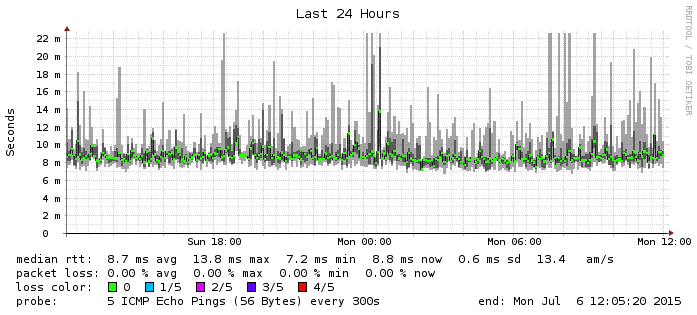 Last 24 Hours
RRDTOOL / TOBI OETIKER
Seconds
22 m
20 m
18 m
16 m
14 m
12 m
10 m
8 m
6 m
4 m
2 m
0
Sun 18:00 Mon 00:00 Mon 06:00 Mon 12:00
median rtt: 8.7 ms avg 13.8 ms max 7.2 ms min 8.8 ms now 0.6 ms sd 13.4 am/s
packet loss: 0.00 % avg 0.00 % max 0.00 % min 0.00 % now
loss color: 0 1/5 2/5 3/5 4/5
probe: 5 ICMP Echo Pings (56 Bytes) every 300s end: Mon Jul 6 12:05:20 2015